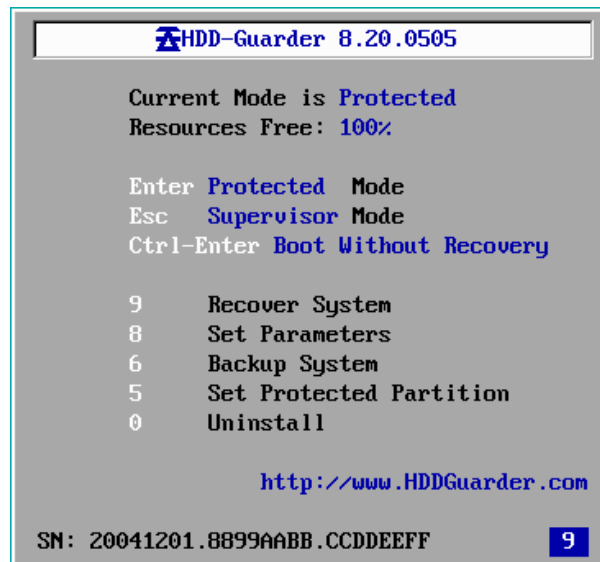 HDD-Guarder 8.20.0505
Current Mode is Protected
Resources Free: 100%
Enter Protected Mode
Esc Supervisor Mode
Ctrl-Enter Boot Without Recovery
9 Recover System
8 Set Parameters
6 Backup System
5 Set Protected Partition
0 Uninstall
http://www.HDDGuarder.com
SN: 20041201.8899AABB.CCDDEEFF 9